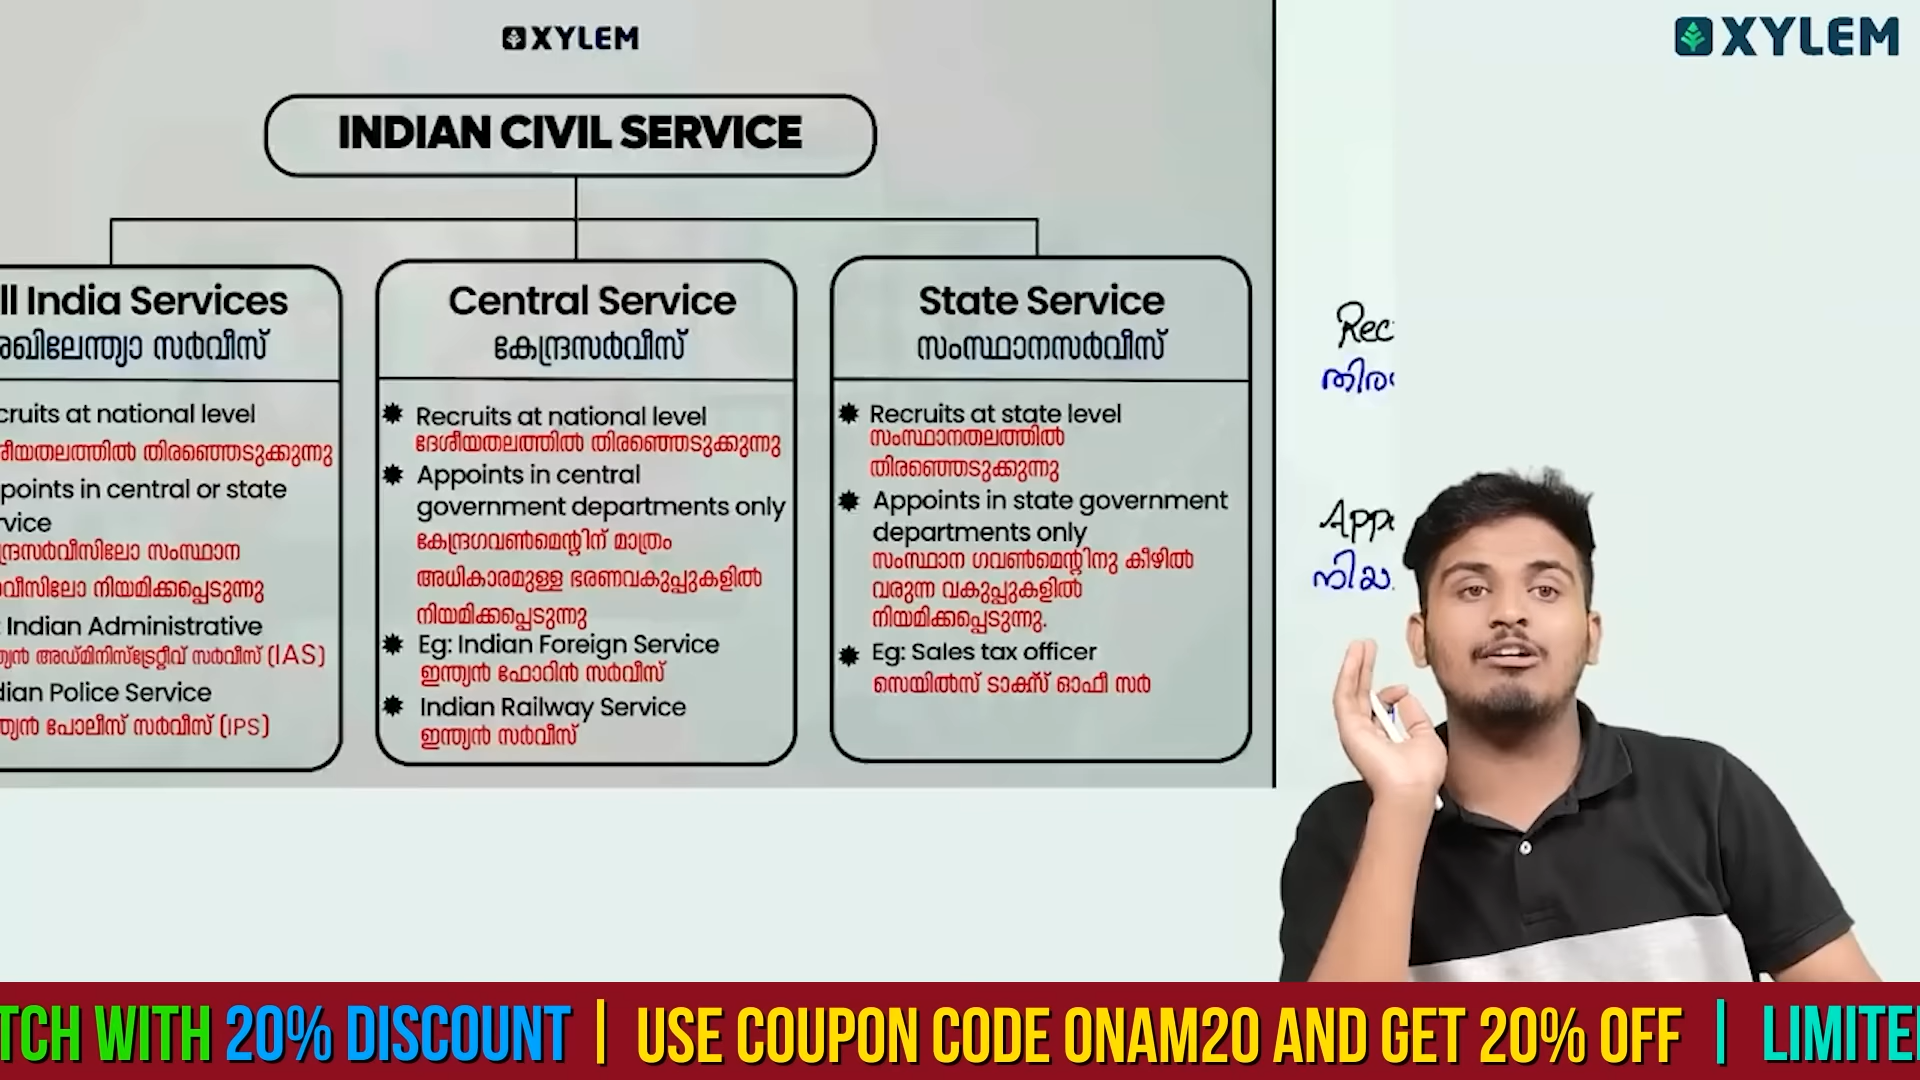 XYLEM
XYLEM
INDIAN CIVIL SERVICE
ll India Services
അഖിലേന്ത്യാ സർവീസ്
cruits at national level
ശീയതലത്തിൽ തിരഞ്ഞെടുക്കുന്നു
points in central or state
rvice
ന്ദ്രസർവീസിലോ സംസ്ഥാന
ർവീസിലോ നിയമിക്കപ്പെടുന്നു
: Indian Administrative
ത്യൻ അഡ്മിനിസ്ട്രേറ്റീവ് സർവീസ് (IAS)
dian Police Service
ത്യൻ പോലീസ് സർവീസ് (IPS)
Central Service
കേന്ദ്രസർവീസ്
Recruits at national level
ദേശീയതലത്തിൽ തിരഞ്ഞെടുക്കുന്നു
Appoints in central
government departments only
കേന്ദ്രഗവൺമെന്റിന് മാത്രം
അധികാരമുള്ള ഭരണവകുപ്പുകളിൽ
നിയമിക്കപ്പെടുന്നു
Eg: Indian Foreign Service
ഇന്ത്യൻ ഫോറിൻ സർവീസ്
Indian Railway Service
ഇന്ത്യൻ സർവീസ്
State Service
സംസ്ഥാനസർവീസ്
Recruits at state level
സംസ്ഥാനതലത്തിൽ
തിരഞ്ഞെടുക്കുന്നു
Appoints in state government
departments only
സംസ്ഥാന ഗവൺമെന്റിനു കീഴിൽ
വരുന്ന വകുപ്പുകളിൽ
നിയമിക്കപ്പെടുന്നു.
Eg: Sales tax officer
സെയിൽസ് ടാക്സ് ഓഫീ സർ
Rec
തിര
App
നിയ
TCH WITH 20% DISCOUNT | USE COUPON CODE ONAM20 AND GET 20% OFF | LIMITE